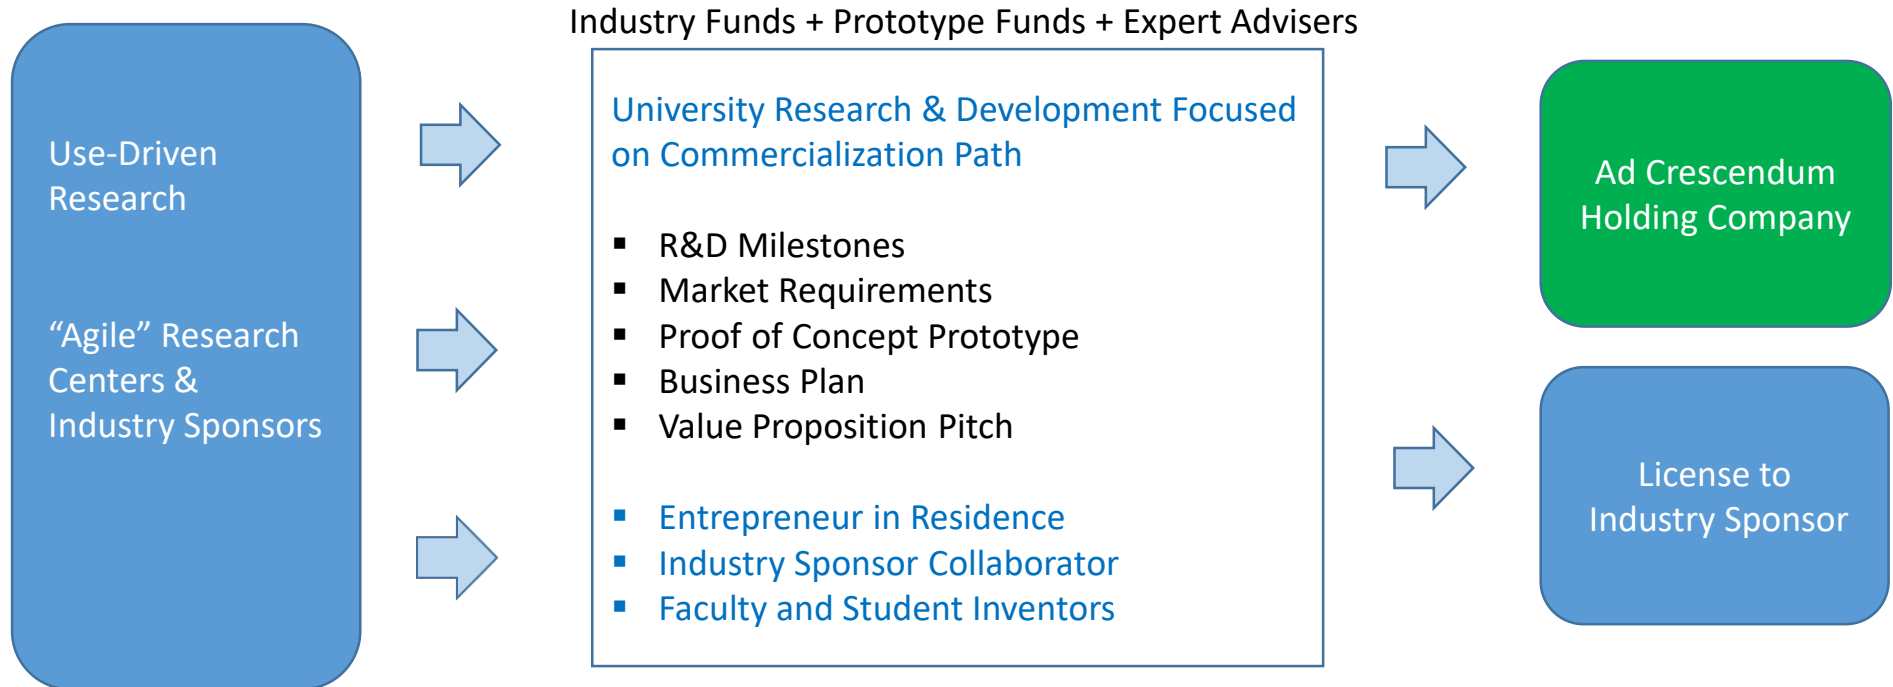 Industry Funds + Prototype Funds + Expert Advisers
Use-Driven
Research
“Agile” Research
Centers &
Industry Sponsors
University Research & Development Focused
on Commercialization Path
▪ R&D Milestones
▪ Market Requirements
▪ Proof of Concept Prototype
▪ Business Plan
▪ Value Proposition Pitch
▪ Entrepreneur in Residence
▪ Industry Sponsor Collaborator
▪ Faculty and Student Inventors
Ad Crescendum
Holding Company
License to
Industry Sponsor